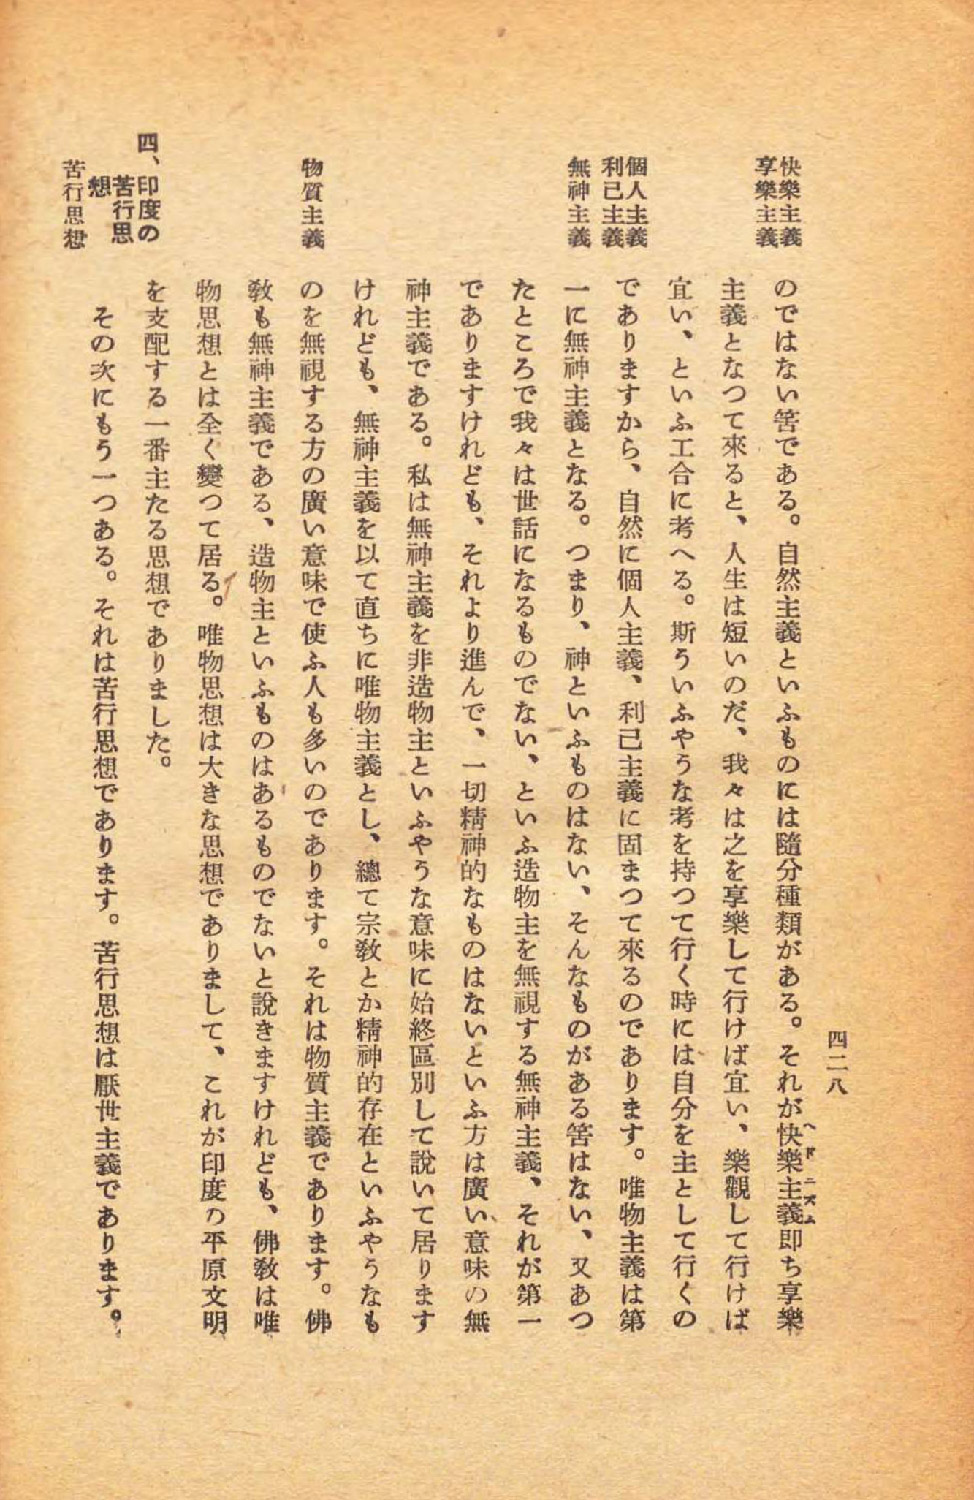 四二八
快樂主義
享樂主義
のではない筈である。自然主義といふものには隨分種類がある。それが快樂主義即ち享樂
ヘドニズム
主義となつて來ると、人生は短いのだ、我々は之を享樂して行けば宜い、樂觀して行けば
宜い、といふ工合に考へる。斯ういふやうな考を持つて行く時には自分を主として行くの
個人主義
利己主義
でありますから、自然に個人主義、利己主義に固まつて來るのであります。唯物主義は第
無神主義
一に無神主義となる。つまり、神といふものはない、そんなものがある筈はない、又あつ
たところで我々は世話になるものでない、といふ造物主を無視する無神主義、それが第一
でありますけれども、それより進んで、一切精神的なものはないといふ方は廣い意味の無
神主義である。私は無神主義を非造物主といふやうな意味に始終區別して說いて居ります
けれども、無神主義を以て直ちに唯物主義とし、總て宗敎とか精神的存在といふやうなも
物質主義
のを無視する方の廣い意味で使ふ人も多いのであります。それは物質主義であります。佛
敎も無神主義である、造物主といふものはあるものでないと說きますけれども、佛敎は唯
物思想とは全く變つて居る。唯物思想は大きな思想でありまして、これが印度の平原文明
を支配する一番主たる思想でありました。
四、印度の
苦行思
想
苦行思想
その次にもう一つある。それは苦行思想であります。苦行思想は厭世主義であります。